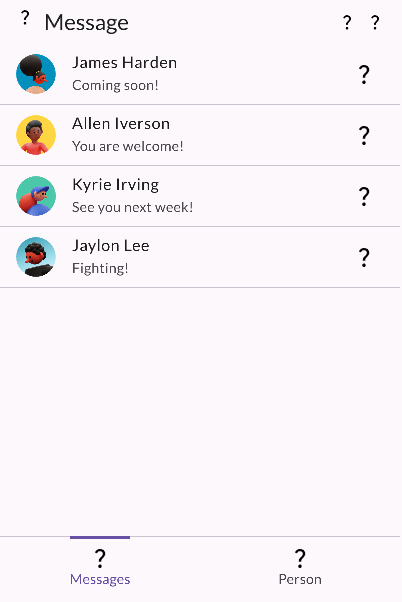 ? Message ? ?
James Harden
Coming soon!
?
Allen Iverson
You are welcome!
?
Kyrie Irving
See you next week!
?
Jaylon Lee
Fighting!
?
? ?
Messages Person